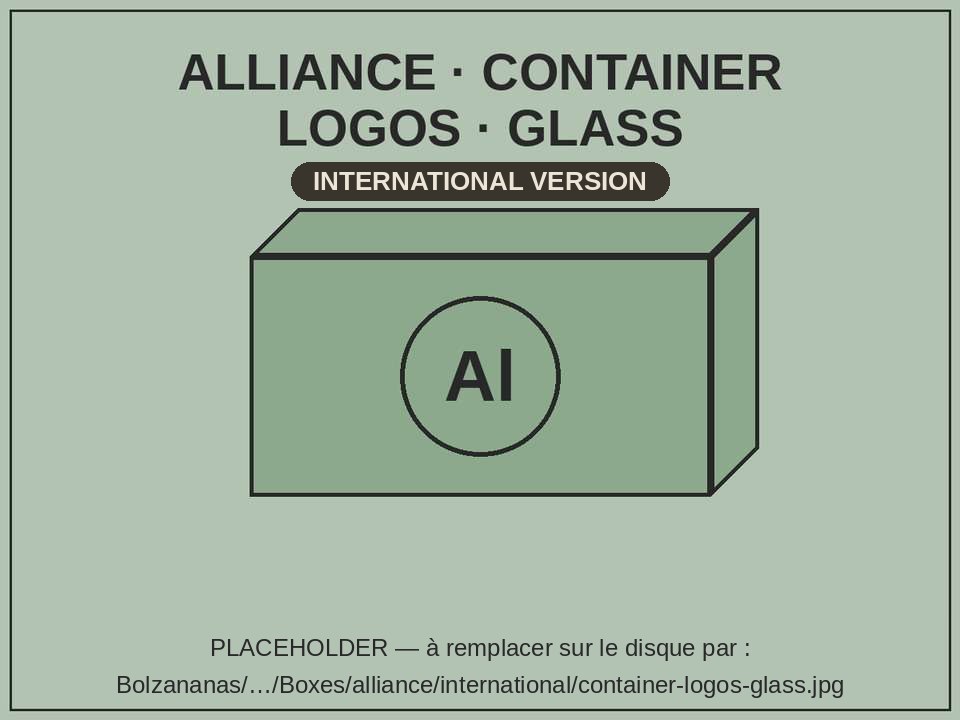 ALLIANCE · CONTAINER
LOGOS · GLASS
INTERNATIONAL VERSION
Al
PLACEHOLDER — à remplacer sur le disque par :
Bolzananas/…/Boxes/alliance/international/container-logos-glass.jpg